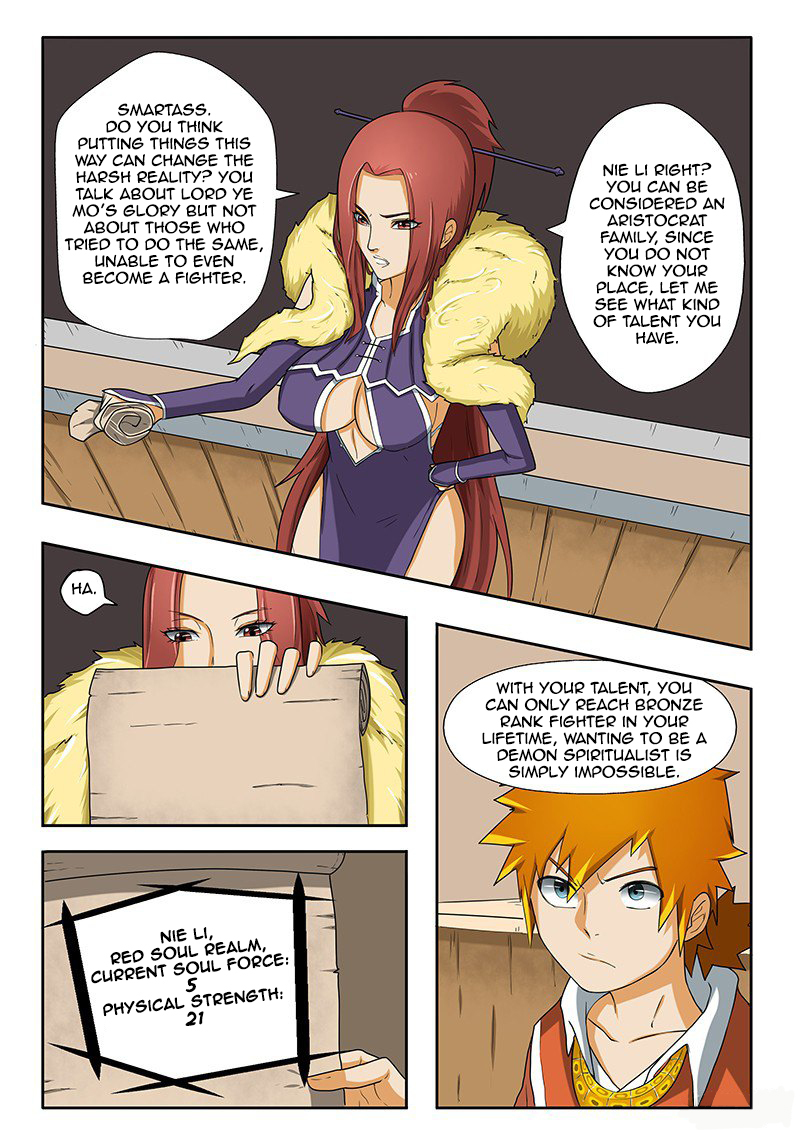 SMARTASS.
DO YOU THINK
PUTTING THINGS THIS
WAY CAN CHANGE THE
HARSH REALITY? YOU
TALK ABOUT LORD YE
MO'S GLORY BUT NOT
ABOUT THOSE WHO
TRIED TO DO THE SAME,
UNABLE TO EVEN
BECOME A FIGHTER.
NIE LI RIGHT?
YOU CAN BE
CONSIDERED AN
ARISTOCRAT
FAMILY, SINCE
YOU DO NOT
KNOW YOUR
PLACE, LET ME
SEE WHAT KIND
OF TALENT YOU
HAVE.
HA.
NIE LI,
RED SOUL REALM,
CURRENT SOUL FORCE:
5
PHYSICAL STRENGTH:
21
WITH YOUR TALENT, YOU
CAN ONLY REACH BRONZE
RANK FIGHTER IN YOUR
LIFETIME, WANTING TO BE A
DEMON SPIRITUALIST IS
SIMPLY IMPOSSIBLE.